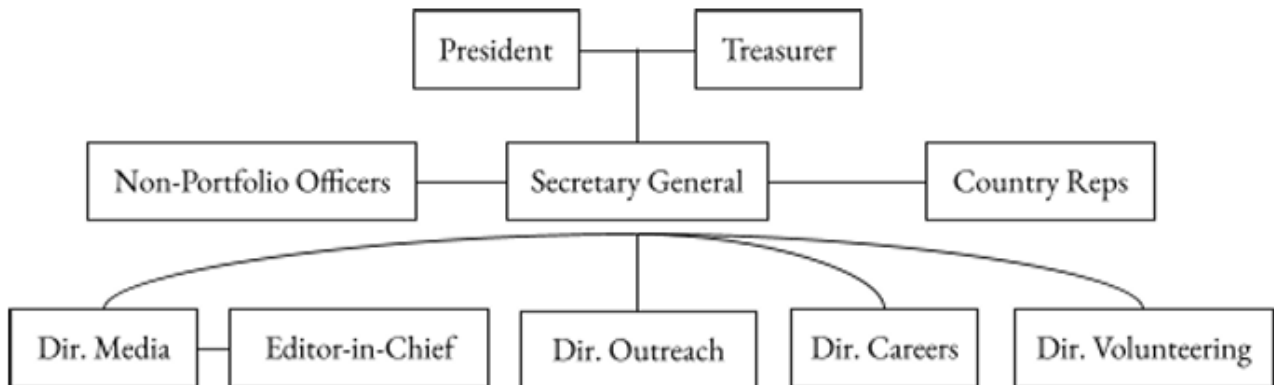 President
Treasurer
Non-Portfolio Officers
Secretary General
Country Reps
Dir. Media
Editor-in-Chief
Dir. Outreach
Dir. Careers
Dir. Volunteering